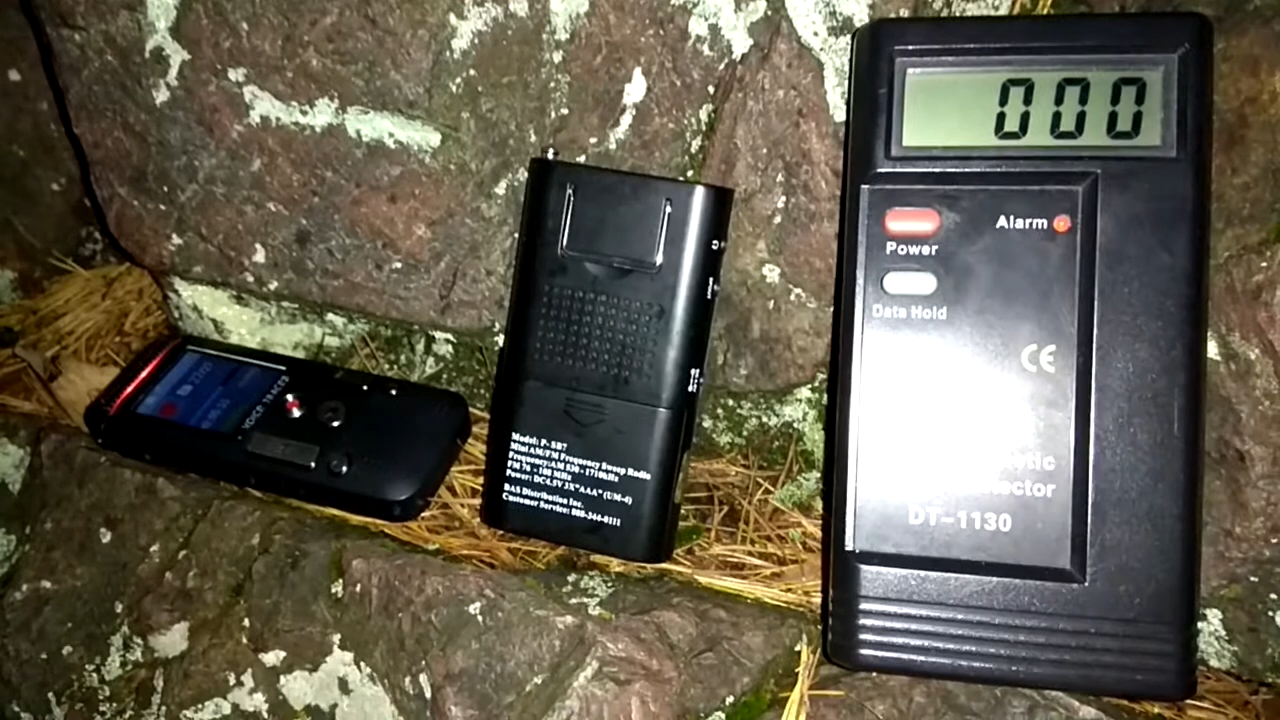 000
Alarm
Power
Data Hold
CE
DT-1130
VOICE TRACER
Model: P-SB7
Mini AM/FM Frequency Sweep Radio
Frequency:AM 530 - 1710kHz
FM 76 - 108 MHz
Power: DC4.5V 3X"AAA" (UM-4)
DAS Distribution Inc.
Customer Service: 888-344-0111